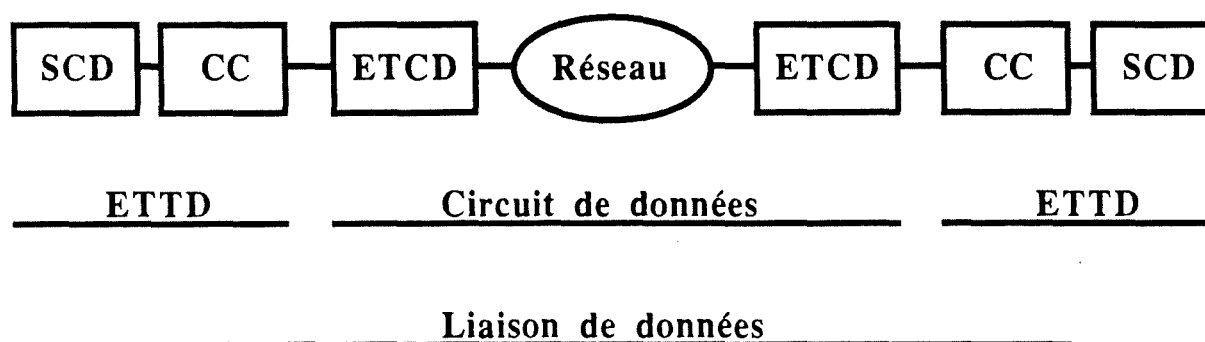 SCD CC ETCD Réseau ETCD CC SCD
ETTD Circuit de données ETTD
Liaison de données